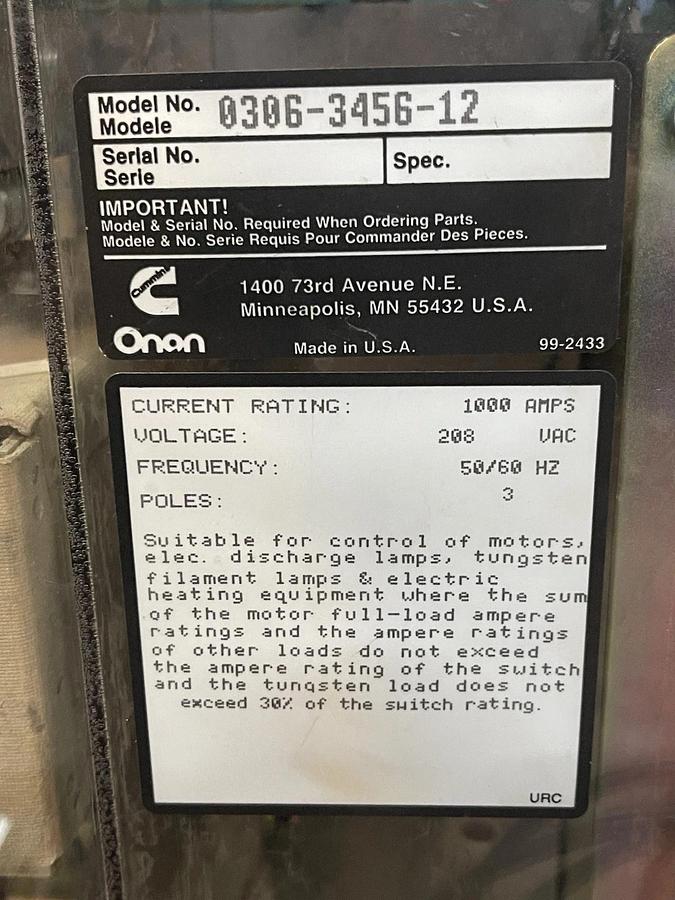 Model No. 0306-3456-12
Modele
Serial No.
Serie
Spec.
IMPORTANT!
Model & Serial No. Required When Ordering Parts.
Modele & No. Serie Requis Pour Commander Des Pieces.
Cummins
1400 73rd Avenue N.E.
Minneapolis, MN 55432 U.S.A.
Onan
Made in U.S.A.
99-2433
CURRENT RATING: 1000 AMPS
VOLTAGE: 208 VAC
FREQUENCY: 50/60 HZ
POLES: 3
Suitable for control of motors,
elec. discharge lamps, tungsten
filament lamps & electric
heating equipment where the sum
of the motor full-load ampere
ratings and the ampere ratings
of other loads do not exceed
the ampere rating of the switch
and the tungsten load does not
exceed 30% of the switch rating.
URC